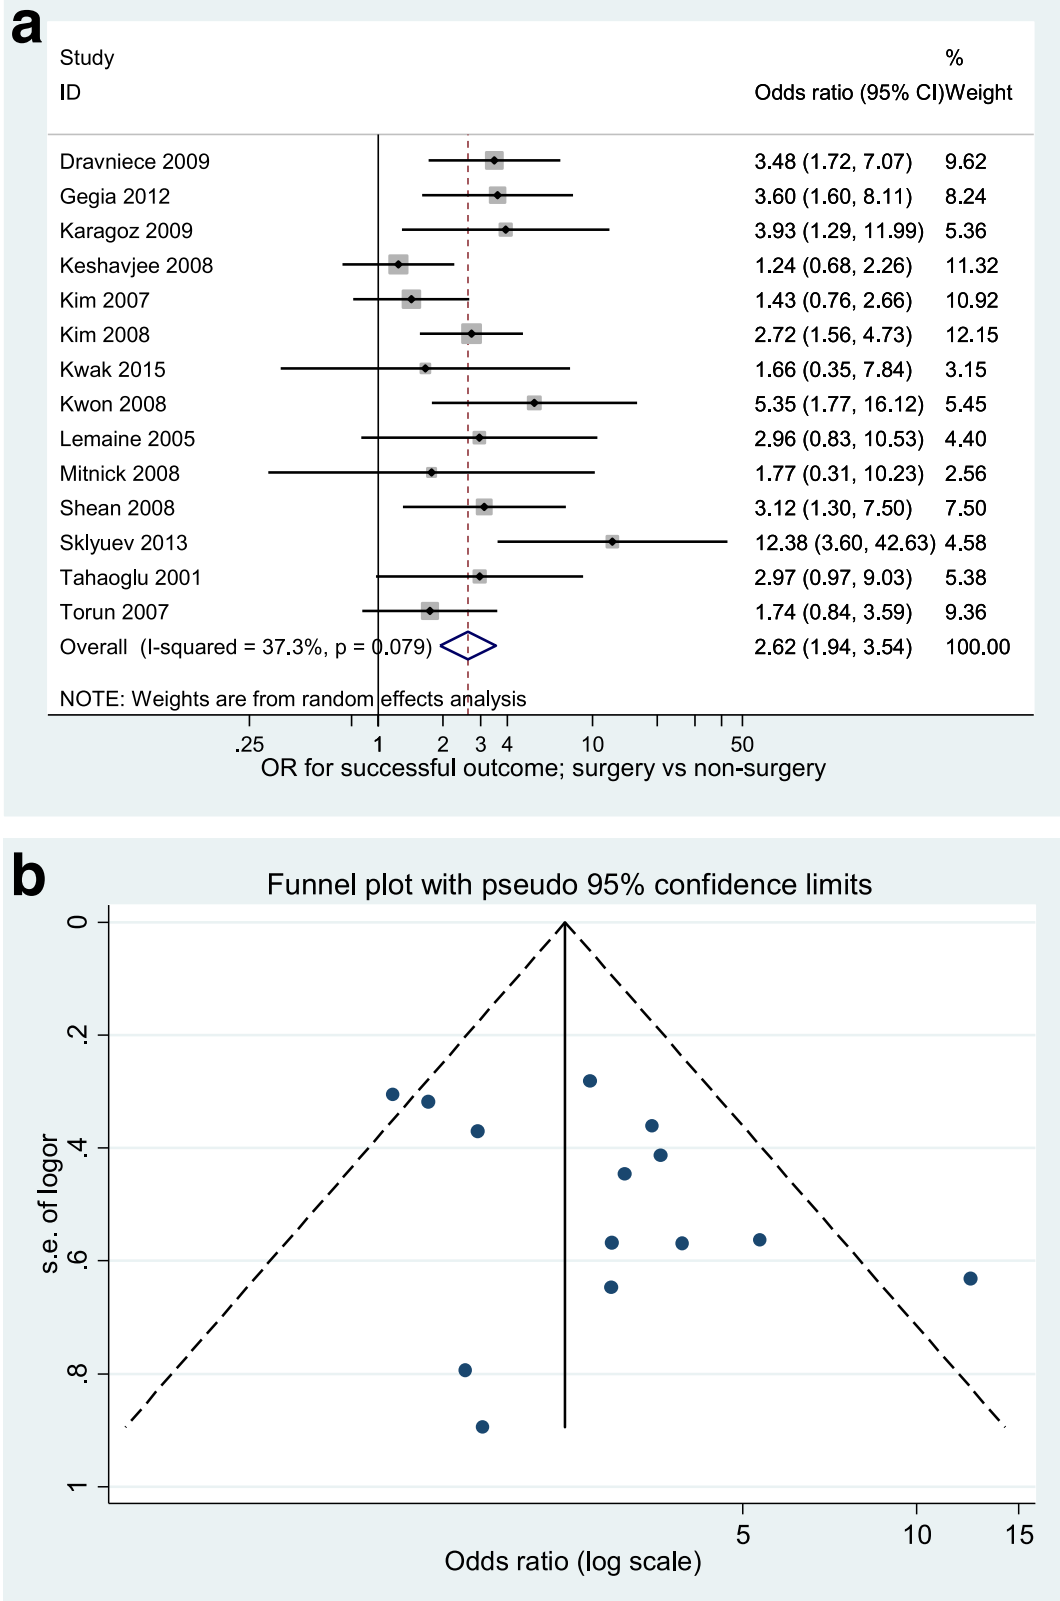 a
Study %
ID Odds ratio (95% CI) Weight
Dravniece 2009 3.48 (1.72, 7.07) 9.62
Gegia 2012 3.60 (1.60, 8.11) 8.24
Karagoz 2009 3.93 (1.29, 11.99) 5.36
Keshavjee 2008 1.24 (0.68, 2.26) 11.32
Kim 2007 1.43 (0.76, 2.66) 10.92
Kim 2008 2.72 (1.56, 4.73) 12.15
Kwak 2015 1.66 (0.35, 7.84) 3.15
Kwon 2008 5.35 (1.77, 16.12) 5.45
Lemaine 2005 2.96 (0.83, 10.53) 4.40
Mitnick 2008 1.77 (0.31, 10.23) 2.56
Shean 2008 3.12 (1.30, 7.50) 7.50
Sklyuev 2013 12.38 (3.60, 42.63) 4.58
Tahaoglu 2001 2.97 (0.97, 9.03) 5.38
Torun 2007 1.74 (0.84, 3.59) 9.36
Overall (I-squared = 37.3%, p = 0.079) 2.62 (1.94, 3.54) 100.00
NOTE: Weights are from random effects analysis
.25 1 2 3 4 10 50
OR for successful outcome; surgery vs non-surgery
b
Funnel plot with pseudo 95% confidence limits
s.e. of logor
0
.2
.4
.6
.8
1
5 10 15
Odds ratio (log scale)